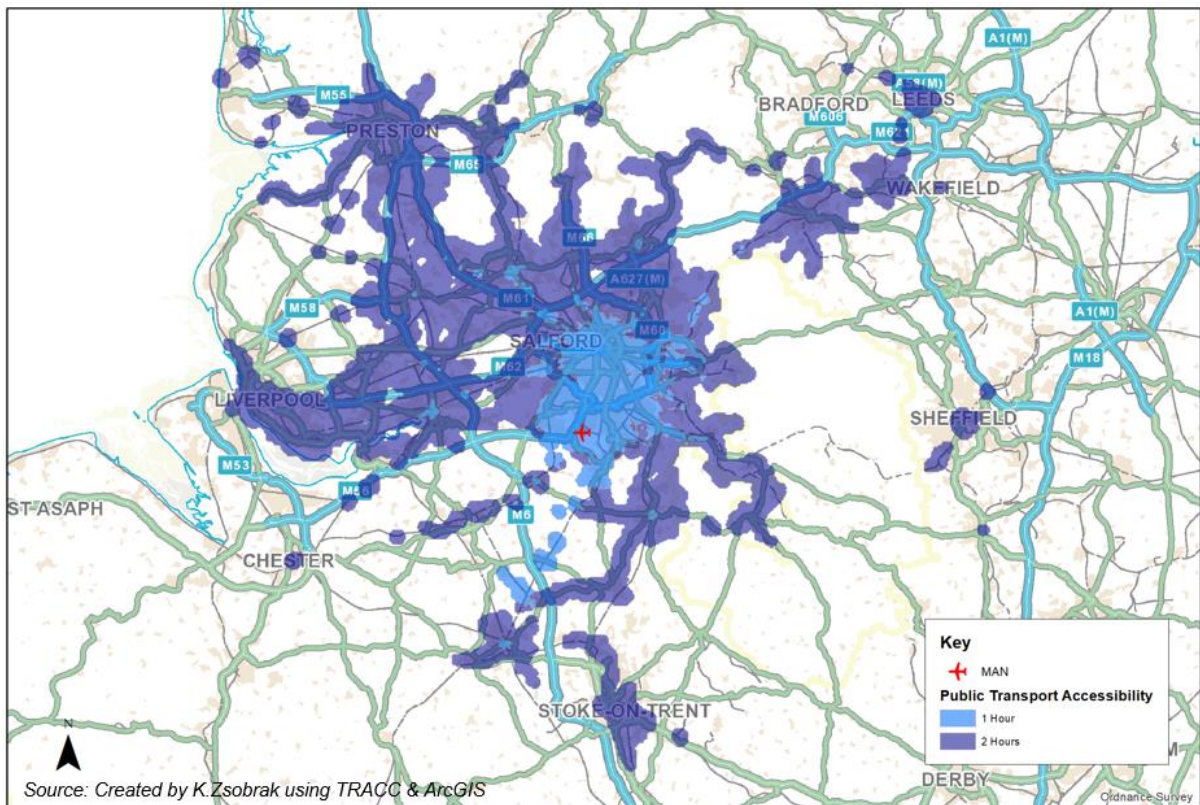 A1(M)
M55
A58(M)
LEEDS
BRADFORD
M606
M621
PRESTON
M65
WAKEFIELD
M66
A627(M)
M61
M58
A1(M)
M60
SALFORD
M18
M62
LIVERPOOL
SHEFFIELD
M53
M56
ST ASAPH
M6
CHESTER
Key
MAN
Public Transport Accessibility
1 Hour
2 Hours
STOKE-ON-TRENT
N
M
DERBY
Source: Created by K.Zsobrak using TRACC & ArcGIS
Ordnance Survey